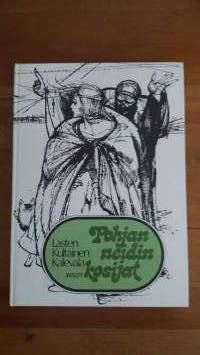 Lasten
kultainen
Kalevala
WSOY
Pohjan
neidin
kosijat